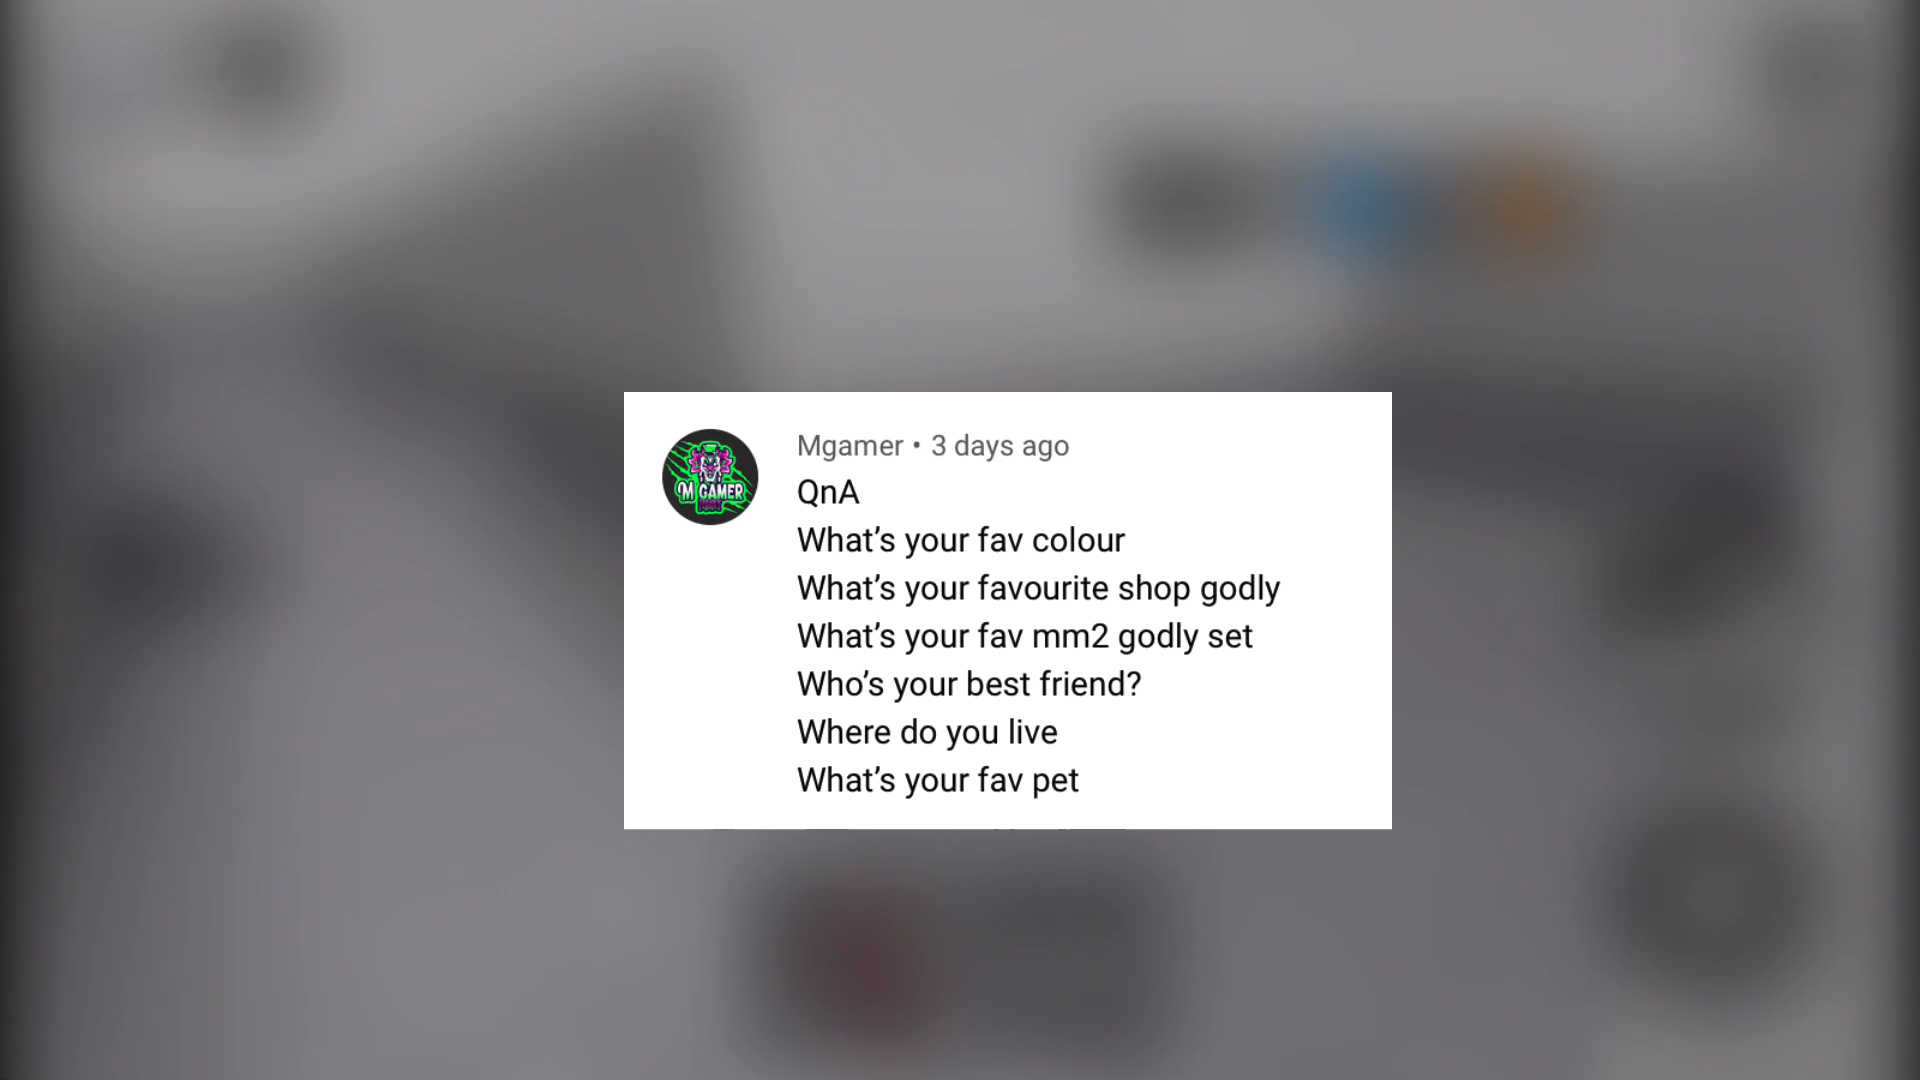 Mgamer • 3 days ago
QnA
What’s your fav colour
What’s your favourite shop godly
What’s your fav mm2 godly set
Who’s your best friend?
Where do you live
What’s your fav pet
M GAMER